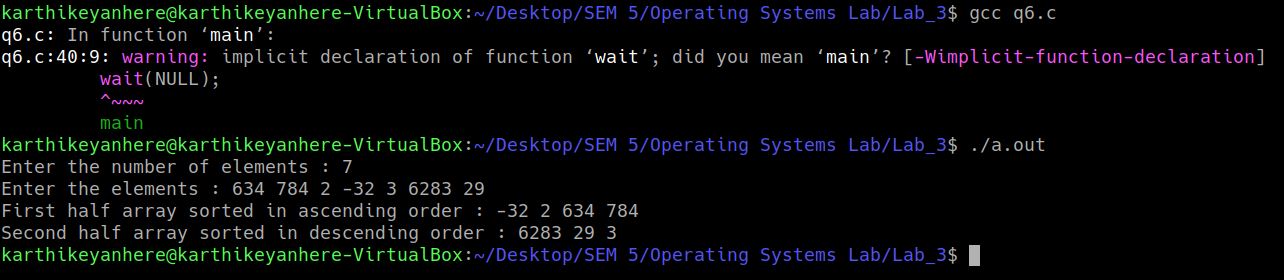 karthikeyanhere@karthikeyanhere-VirtualBox:~/Desktop/SEM 5/Operating Systems Lab/Lab_3$ gcc q6.c
q6.c: In function ‘main’:
q6.c:40:9: warning: implicit declaration of function ‘wait’; did you mean ‘main’? [-Wimplicit-function-declaration]
         wait(NULL);
         ^~~~
         main
karthikeyanhere@karthikeyanhere-VirtualBox:~/Desktop/SEM 5/Operating Systems Lab/Lab_3$ ./a.out
Enter the number of elements : 7
Enter the elements : 634 784 2 -32 3 6283 29
First half array sorted in ascending order : -32 2 634 784
Second half array sorted in descending order : 6283 29 3
karthikeyanhere@karthikeyanhere-VirtualBox:~/Desktop/SEM 5/Operating Systems Lab/Lab_3$